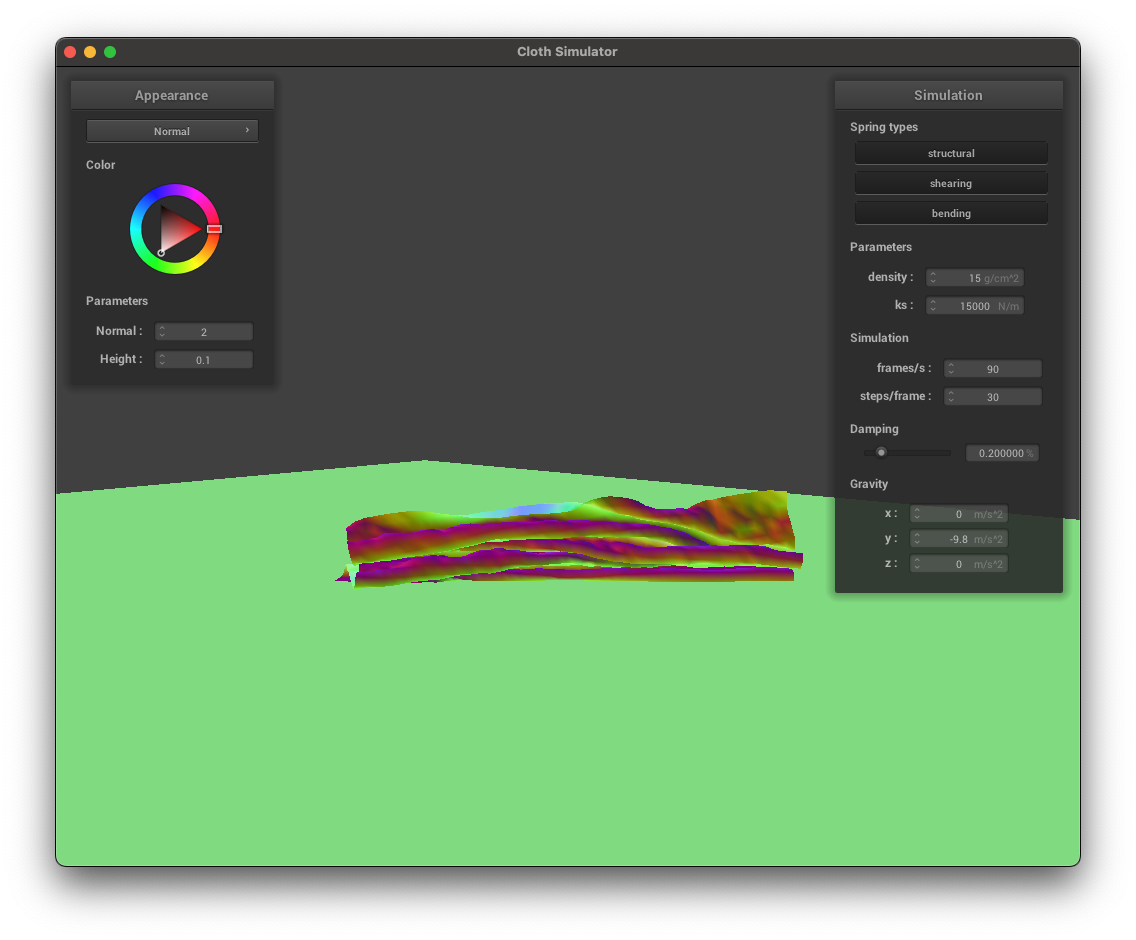 Cloth Simulator
Appearance
Normal
Color
Parameters
Normal : 2
Height : 0.1
Simulation
Spring types
structural
shearing
bending
Parameters
density : 15 g/cm^2
ks : 15000 N/m
Simulation
frames/s : 90
steps/frame : 30
Damping
0.200000 %
Gravity
x : 0 m/s^2
y : -9.8 m/s^2
z : 0 m/s^2